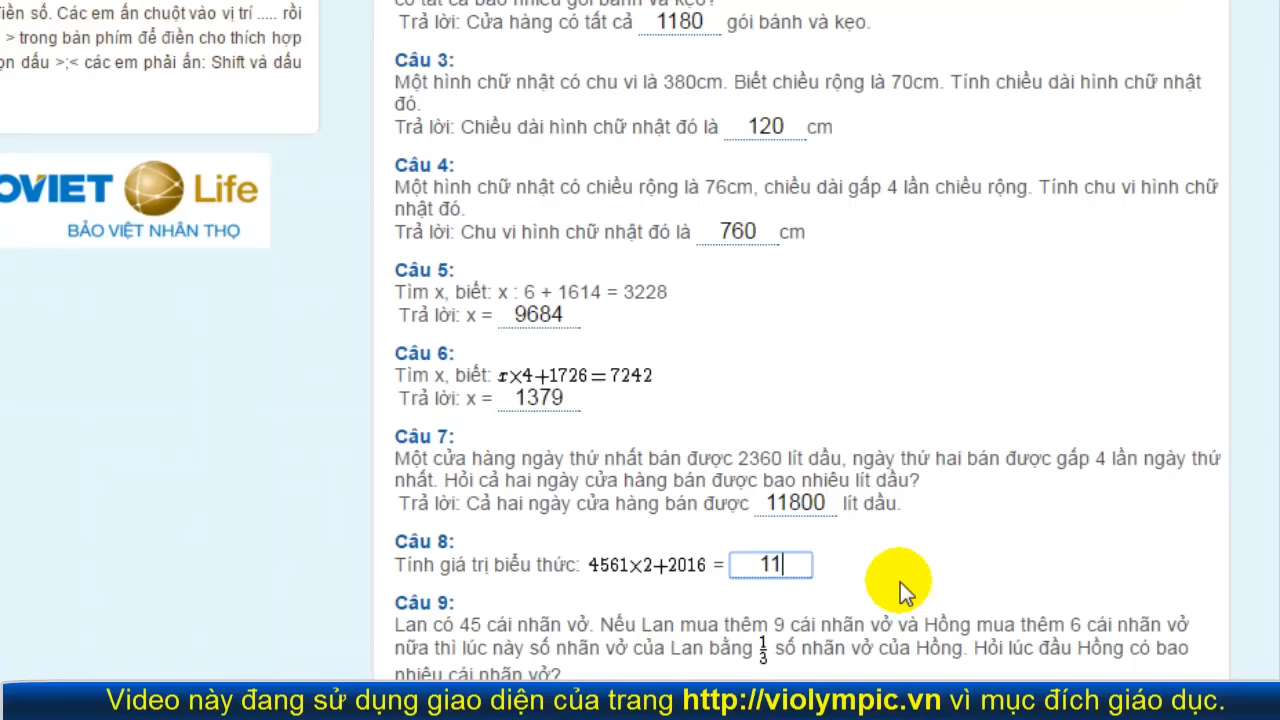 iền số. Các em ấn chuột vào vị trí ..... rồi
> trong bàn phím để điền cho thích hợp
ọn dấu >;< các em phải ấn: Shift và dấu
OVIET Life
BẢO VIỆT NHÂN THỌ
có tất cả bao nhiêu gói bánh và kẹo?
Trả lời: Cửa hàng có tất cả 1180 gói bánh và kẹo.
Câu 3:
Một hình chữ nhật có chu vi là 380cm. Biết chiều rộng là 70cm. Tính chiều dài hình chữ nhật
đó.
Trả lời: Chiều dài hình chữ nhật đó là 120 cm
Câu 4:
Một hình chữ nhật có chiều rộng là 76cm, chiều dài gấp 4 lần chiều rộng. Tính chu vi hình chữ
nhật đó.
Trả lời: Chu vi hình chữ nhật đó là 760 cm
Câu 5:
Tìm x, biết: x : 6 + 1614 = 3228
Trả lời: x = 9684
Câu 6:
Tìm x, biết: x×4+1726=7242
Trả lời: x = 1379
Câu 7:
Một cửa hàng ngày thứ nhất bán được 2360 lít dầu, ngày thứ hai bán được gấp 4 lần ngày thứ
nhất. Hỏi cả hai ngày cửa hàng bán được bao nhiêu lít dầu?
Trả lời: Cả hai ngày cửa hàng bán được 11800 lít dầu.
Câu 8:
Tính giá trị biểu thức: 4561×2+2016 = 11
Câu 9:
Lan có 45 cái nhãn vở. Nếu Lan mua thêm 9 cái nhãn vở và Hồng mua thêm 6 cái nhãn vở
nữa thì lúc này số nhãn vở của Lan bằng 1/3 số nhãn vở của Hồng. Hỏi lúc đầu Hồng có bao
nhiêu cái nhãn vở?
Video này đang sử dụng giao diện của trang http://violympic.vn vì mục đích giáo dục.